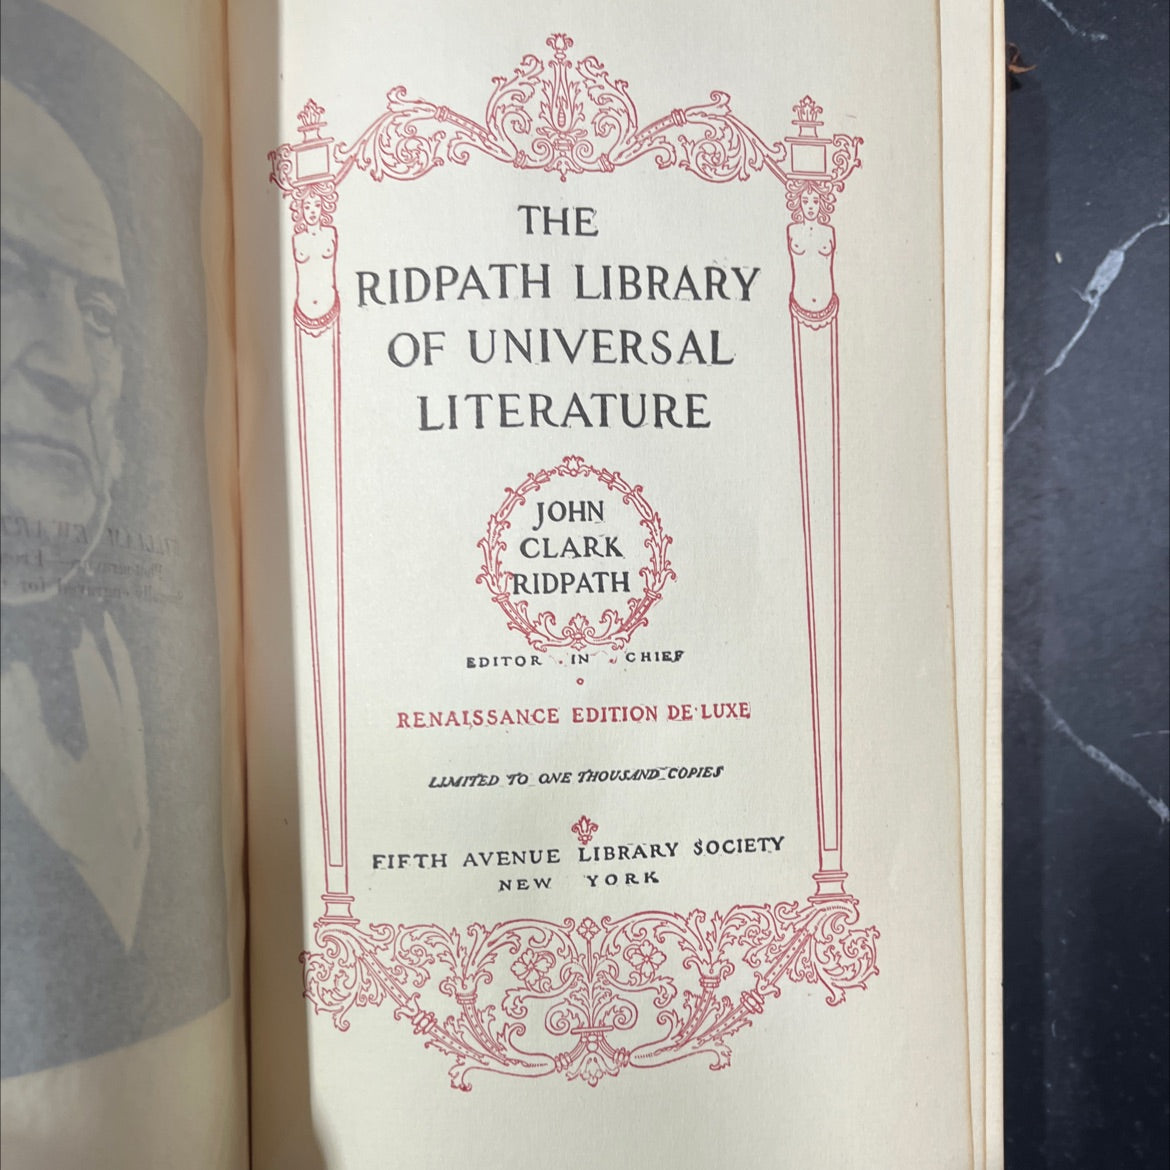 THE
RIDPATH LIBRARY
OF UNIVERSAL
LITERATURE
JOHN
CLARK
RIDPATH
EDITOR · IN · CHIEF
RENAISSANCE EDITION DE LUXE
LIMITED TO ONE THOUSAND COPIES
FIFTH AVENUE LIBRARY SOCIETY
NEW YORK